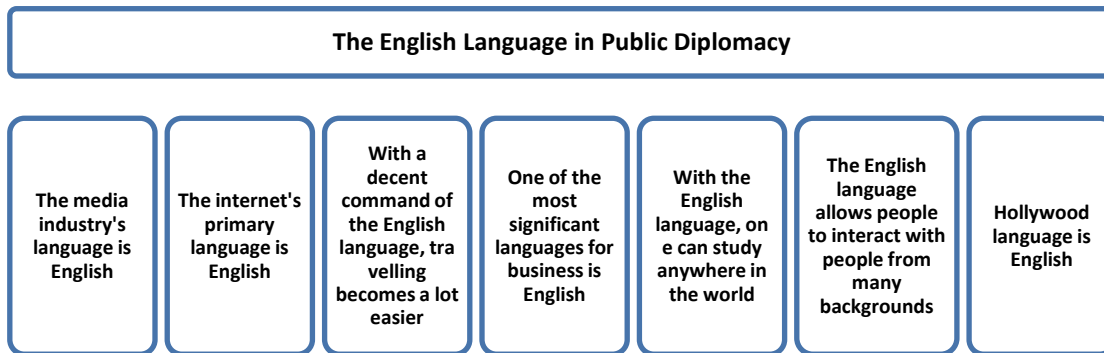 The English Language in Public Diplomacy
The media
industry's
language is
English
The internet's
primary
language is
English
With a
decent
command of
the English
language, tra
velling
becomes a lot
easier
One of the
most
significant
languages for
business is
English
With the
English
language, on
e can study
anywhere in
the world
The English
language
allows people
to interact with
people from
many
backgrounds
Hollywood
language is
English